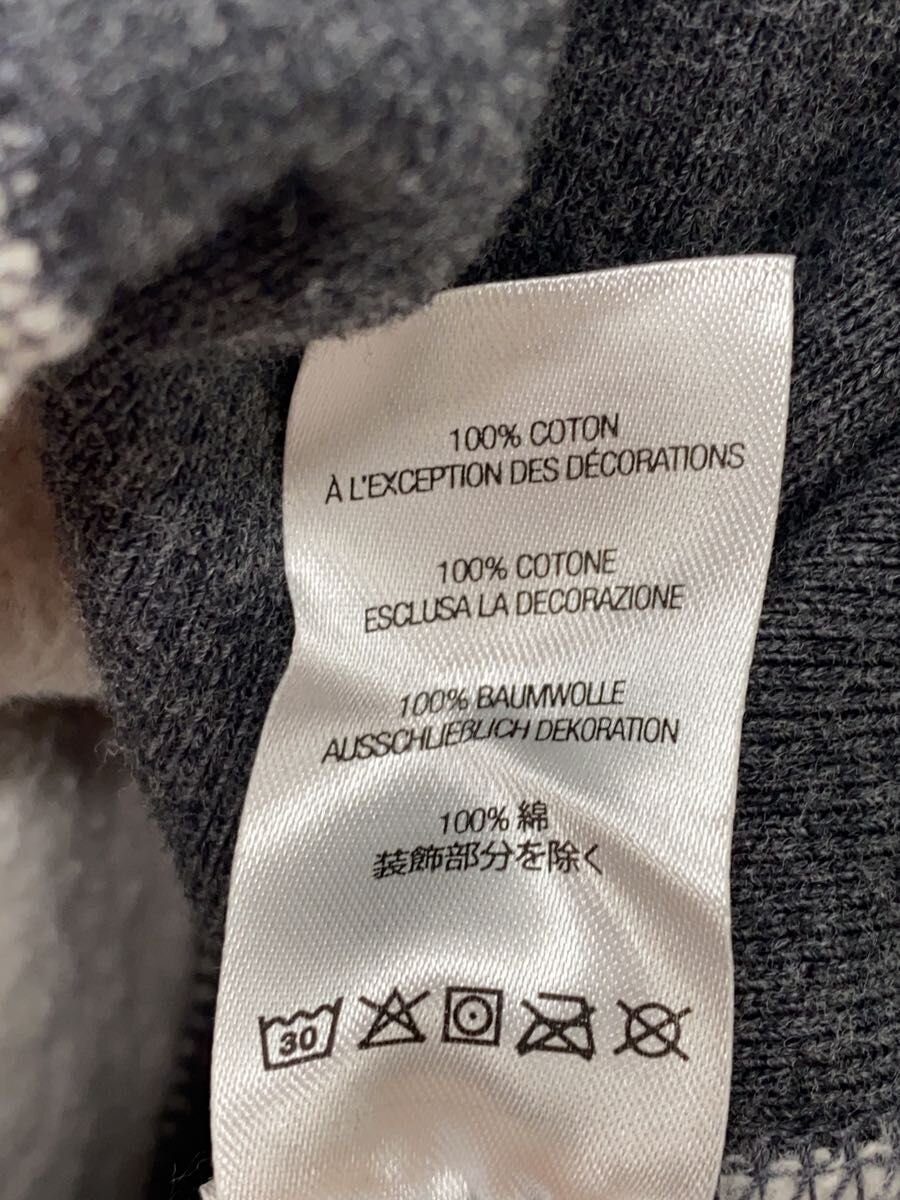 100% COTON
À L'EXCEPTION DES DÉCORATIONS
100% COTONE
ESCLUSA LA DECORAZIONE
100% BAUMWOLLE
AUSSCHLIEBLICH DEKORATION
100% 綿
装飾部分を除く
30